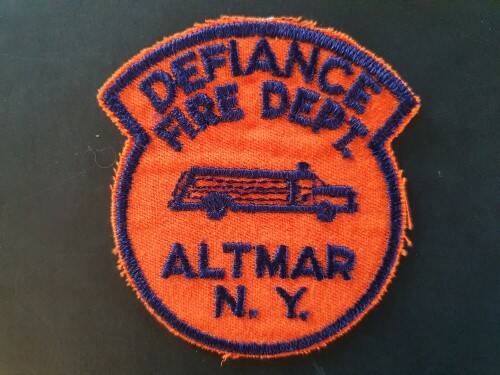 DEFIANCE
FIRE DEPT.
ALTMAR
N. Y.